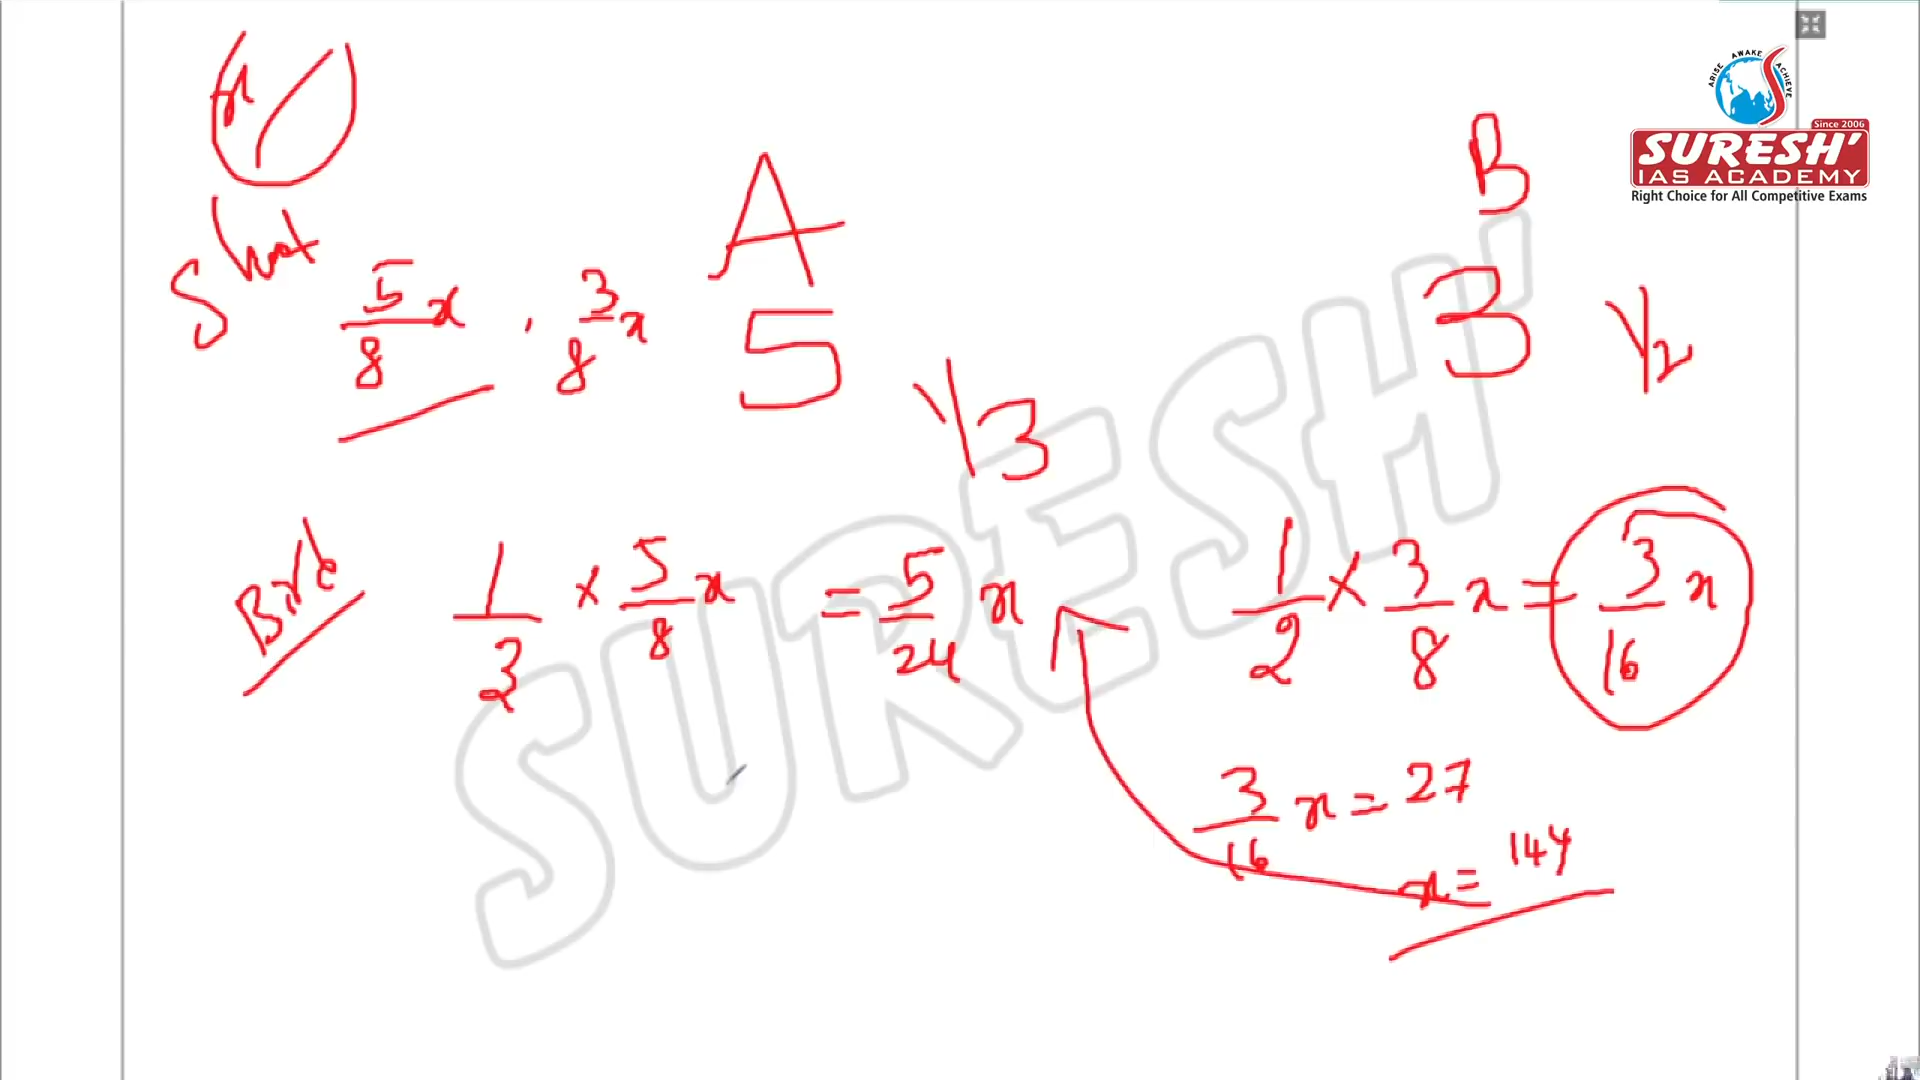 x
Shot
5/8 x , 3/8 x
A
5
1/3
B
3
1/2
Bird
1/3 × 5/8 x = 5/24 x
1/2 × 3/8 x = 3/16 x
3/16 x = 27
x = 144
SURESH'
ARISE AWAKE ACHIEVE
Since 2006
SURESH'
IAS ACADEMY
Right Choice for All Competitive Exams